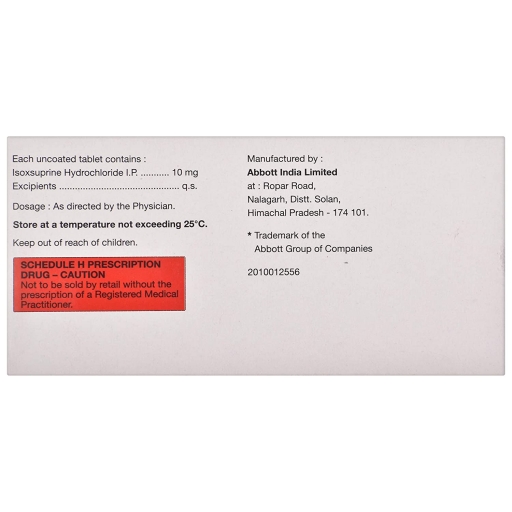 Each uncoated tablet contains :
Isoxsuprine Hydrochloride I.P. ........... 10 mg
Excipients .............................................. q.s.
Dosage : As directed by the Physician.
Store at a temperature not exceeding 25°C.
Keep out of reach of children.
SCHEDULE H PRESCRIPTION
DRUG – CAUTION
Not to be sold by retail without the
prescription of a Registered Medical
Practitioner.
Manufactured by :
Abbott India Limited
at : Ropar Road,
Nalagarh, Distt. Solan,
Himachal Pradesh - 174 101.
* Trademark of the
Abbott Group of Companies
2010012556